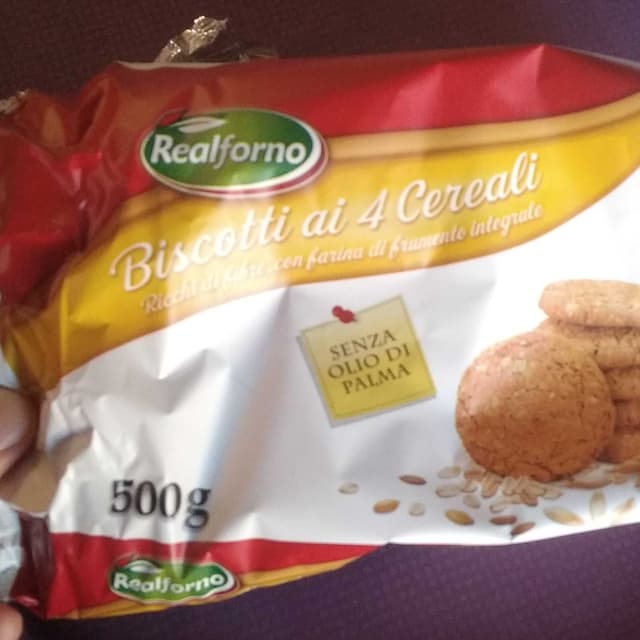 Realforno
Biscotti ai 4 Cereali
Ricchi di fibre, con farina di frumento integrale
SENZA
OLIO DI
PALMA
500g
Realforno